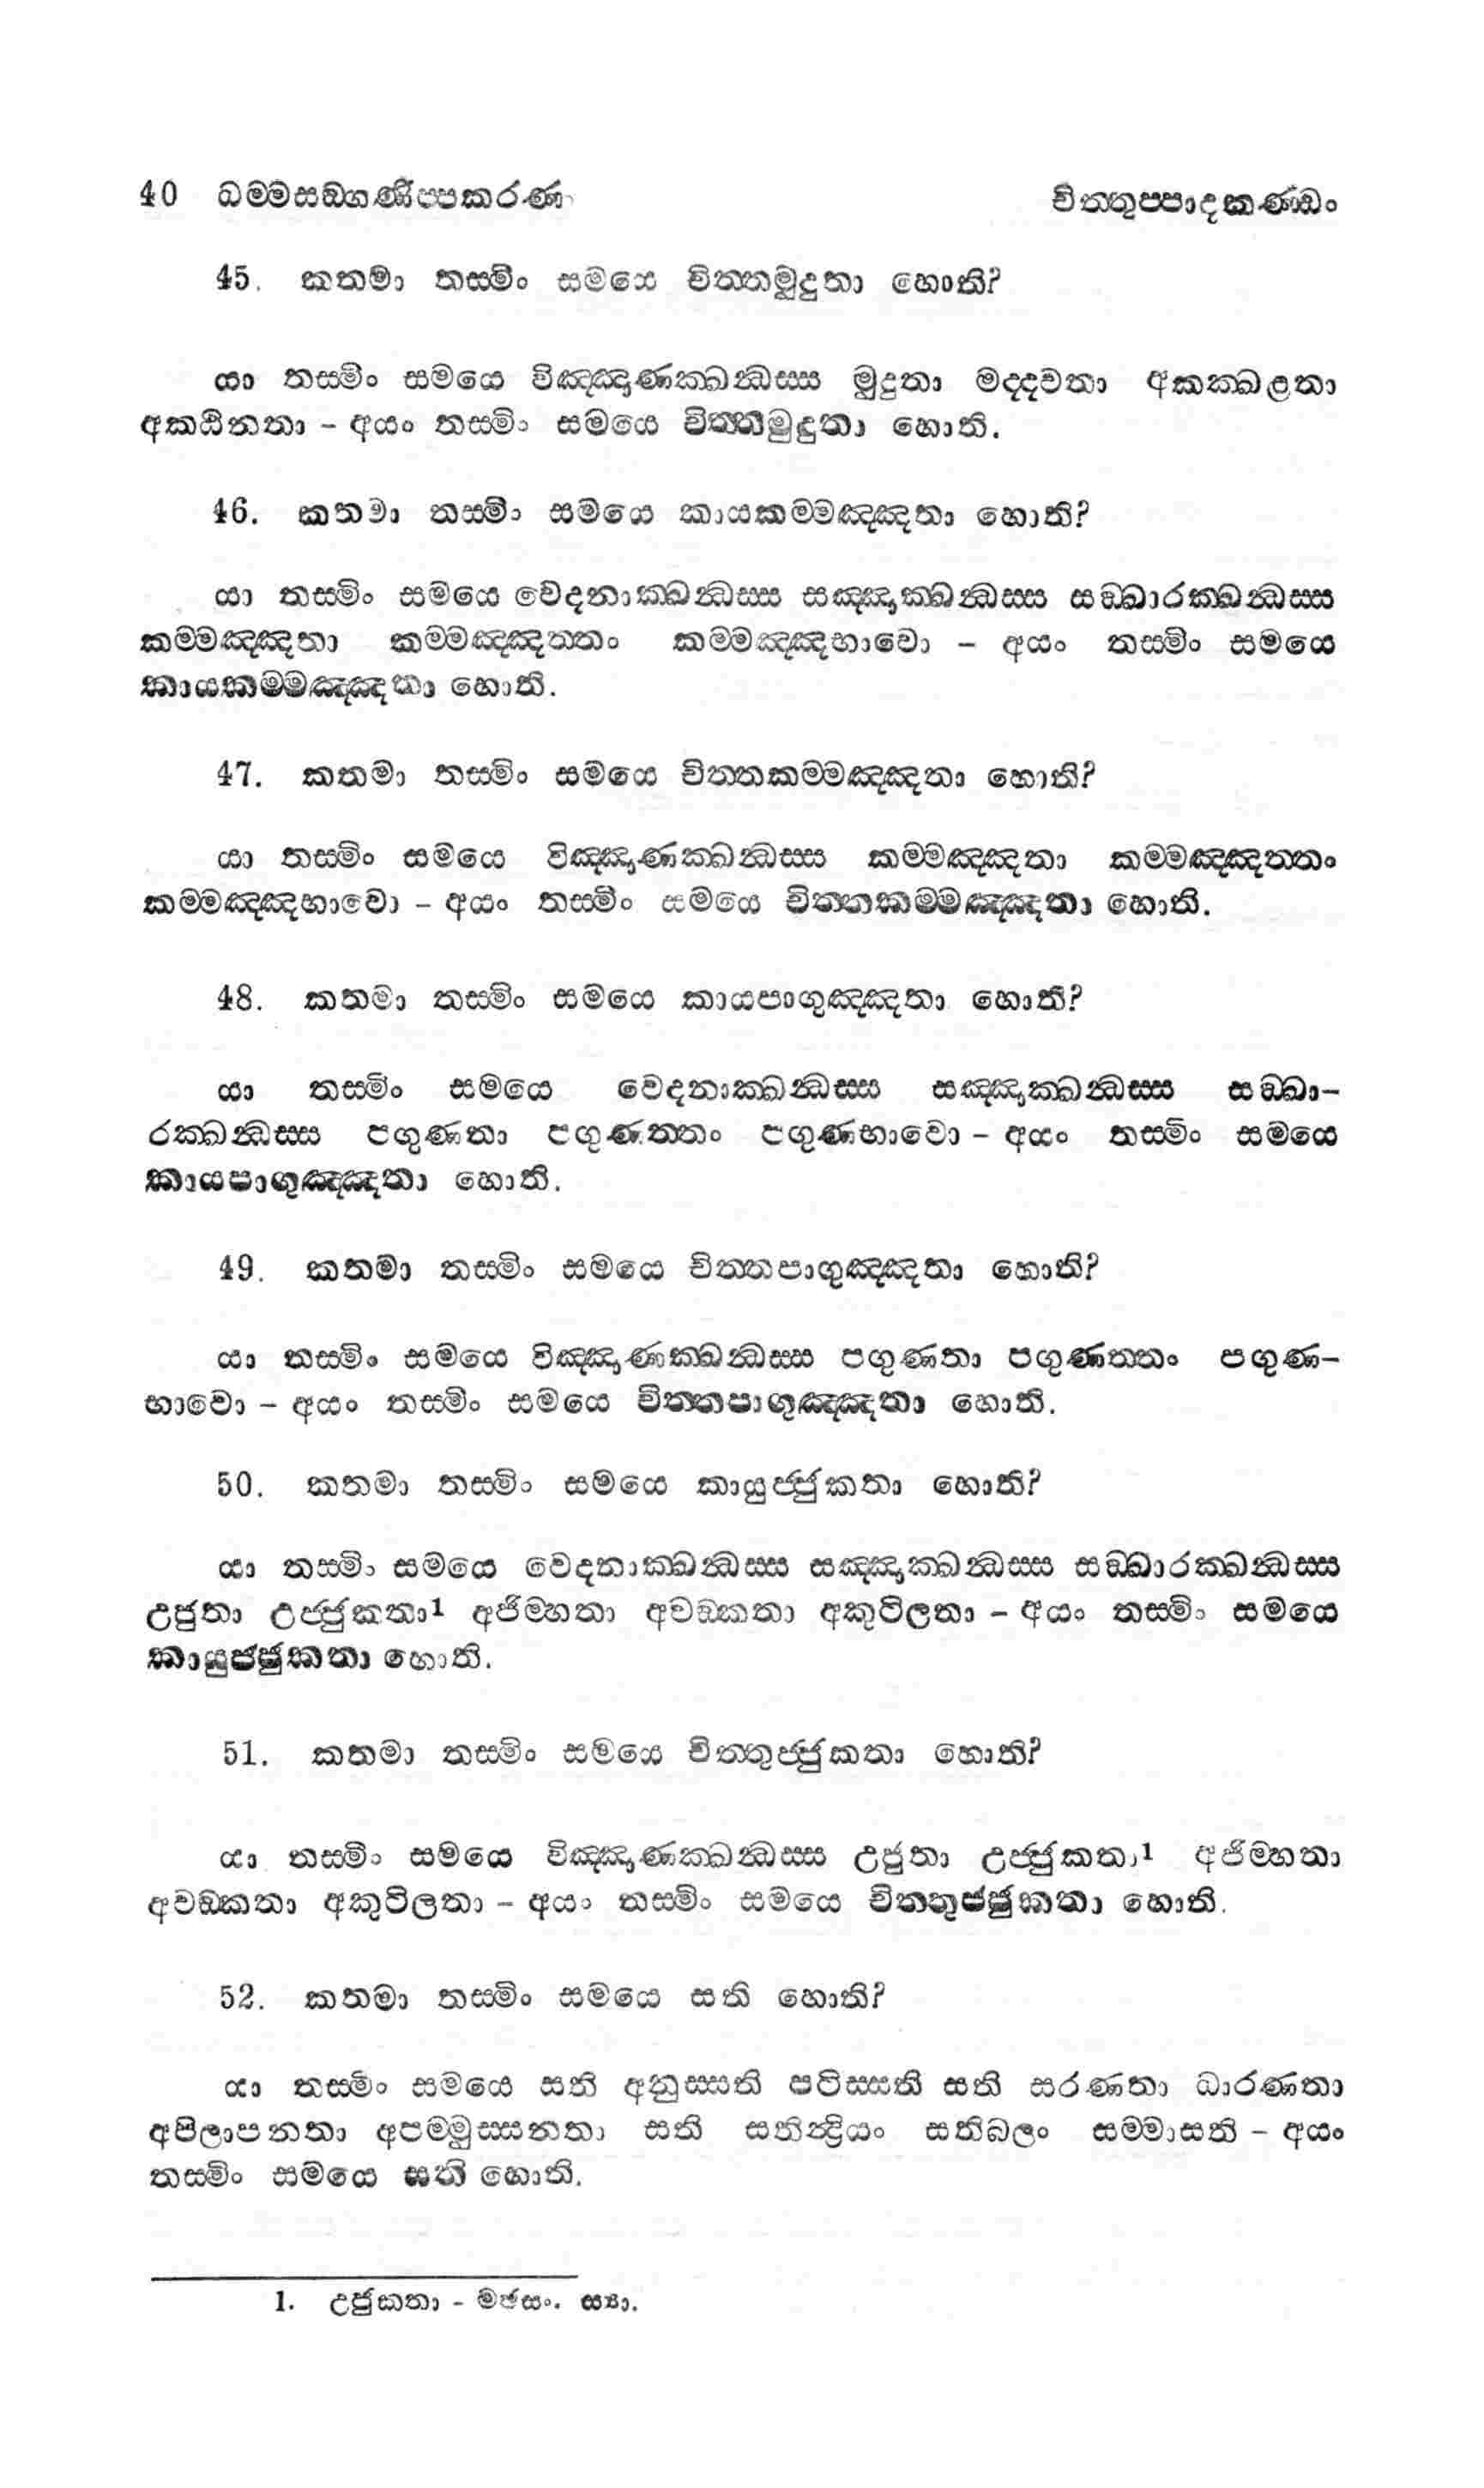 40 ධම්මසඞ්ගණිප්පකරණං
චිත්තුප්පාදකණ්ඩං
45. කතමා තස්මිං සමයෙ චිත්තමුදුතා හොති?
යා තස්මිං සමයෙ විඤ්ඤාණක්ඛන්ධස්ස මුදුතා මද්දවතා අකක්ඛළතා
අකඨිනතා - අයං තස්මිං සමයෙ චිත්තමුදුතා හොති.
46. කතමා තස්මිං සමයෙ කායකම්මඤ්ඤතා හොති?
යා තස්මිං සමයෙ වේදනාක්ඛන්ධස්ස සඤ්ඤාක්ඛන්ධස්ස සඞ්ඛාරක්ඛන්ධස්ස
කම්මඤ්ඤතා කම්මඤ්ඤත්තං කම්මඤ්ඤභාවො - අයං තස්මිං සමයෙ
කායකම්මඤ්ඤතා හොති.
47. කතමා තස්මිං සමයෙ චිත්තකම්මඤ්ඤතා හොති?
යා තස්මිං සමයෙ විඤ්ඤාණක්ඛන්ධස්ස කම්මඤ්ඤතා කම්මඤ්ඤත්තං
කම්මඤ්ඤභාවො - අයං තස්මිං සමයෙ චිත්තකම්මඤ්ඤතා හොති.
48. කතමා තස්මිං සමයෙ කායපාගුඤ්ඤතා හොති?
යා තස්මිං සමයෙ වෙදනාක්ඛන්ධස්ස සඤ්ඤාක්ඛන්ධස්ස සඞ්ඛා-
රක්ඛන්ධස්ස පගුණතා පගුණත්තං පගුණභාවො - අයං තස්මිං සමයෙ
කායපාගුඤ්ඤතා හොති.
49. කතමා තස්මිං සමයෙ චිත්තපාගුඤ්ඤතා හොති?
යා තස්මිං සමයෙ විඤ්ඤාණක්ඛන්ධස්ස පගුණතා පගුණත්තං පගුණ-
භාවො - අයං තස්මිං සමයෙ චිත්තපාගුඤ්ඤතා හොති.
50. කතමා තස්මිං සමයෙ කායුජ්ජුකතා හොති?
යා තස්මිං සමයෙ වෙදනාක්ඛන්ධස්ස සඤ්ඤාක්ඛන්ධස්ස සඞ්ඛාරක්ඛන්ධස්ස
උජුතා උජ්ජුකතා¹ අජිම්හතා අවඞ්කතා අකුටිලතා - අයං තස්මිං සමයෙ
කායුජ්ජුකතා හොති.
51. කතමා තස්මිං සමයෙ චිත්තුජ්ජුකතා හොති?
යා තස්මිං සමයෙ විඤ්ඤාණක්ඛන්ධස්ස උජුතා උජ්ජුකතා¹ අජිම්හතා
අවඞ්කතා අකුටිලතා - අයං තස්මිං සමයෙ චිත්තුජ්ජුකතා හොති.
52. කතමා තස්මිං සමයෙ සති හොති?
යා තස්මිං සමයෙ සති අනුස්සති පටිස්සති සති සරණතා ධාරණතා
අපිලාපනතා අපම්මුස්සනතා සති සතින්ද්‍රියං සතිබලං සම්මාසති - අයං
තස්මිං සමයෙ සති හොති.
1. උජුකතා - මජසං. ස්‍යා.